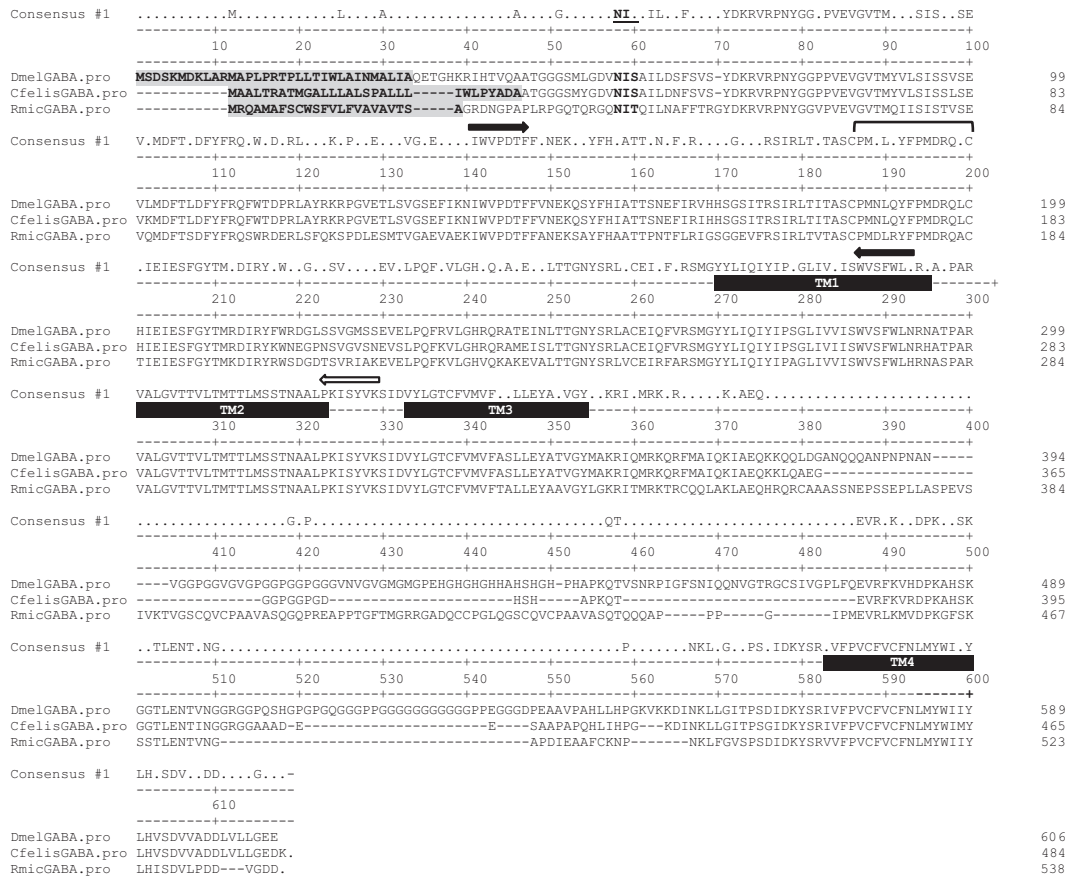 Consensus #1 ...........M............L....A...............A....G......NI..IL..F....YDKRVRPNYGG.PVEVGVTM...SIS..SE
10 20 30 40 50 60 70 80 90 100
DmelGABA.pro MSDSKMDKLARMAPLPRTPLLTIWLAINMALIAQETGHKRIHTVQAATGGGSMLGDVNISAILDSFSVS-YDKRVRPNYGGPPVEVGVTMYVLSISSVSE 99
CfelisGABA.pro MAALTRATMGALLLALSPALLL-----IWLPYADAATGGGSMYGDVNISAILDNFSVS-YDKRVRPNYGGPPVEVGVTMYVLSISSLSE 83
RmicGABA.pro MRQAMAFSCWSFVLFVAVAVTS-----AGRDNGPAPLRPGQTQRGQNITQILNAFFTRGYDKRVRPNYGGVPVEVGVTMQIISISTVSE 84
Consensus #1 V.MDFT.DFYFRQ.W.D.RL...K.P..E...VG.E....IWVPDTFF.NEK..YFH.ATT.N.F.R....G...RSIRLT.TASCPM.L.YFPMDRQ.C
110 120 130 140 150 160 170 180 190 200
DmelGABA.pro VLMDFTLDFYFRQFWTDPRLAYRKRPGVETLSVGSEFIKNIWVPDTFFVNEKQSYFHIATTSNEFIRVHHSGSITRSIRLTITASCPMNLQYFPMDRQLC 199
CfelisGABA.pro VKMDFTLDFYFRQFWTDPRLAYRKRPGVETLSVGSEFIKNIWVPDTFFVNEKQSYFHIATTSNEFIRIHHSGSITRSIRLTITASCPMNLQYFPMDRQLC 183
RmicGABA.pro VQMDFTSDFYFRQSWRDERLSFQKSPDLESMTVGAEVAEKIWVPDTFFANEKSAYFHAATTPNTFLRIGSGGEVFRSIRLTVTASCPMDLRYFPMDRQAC 184
Consensus #1 .IEIESFGYTM.DIRY.W..G..SV....EV.LPQF.VLGH.Q.A.E..LTTGNYSRL.CEI.F.RSMGYYLIQIYIP.GLIV.ISWVSFWL.R.A.PAR
TM1
210 220 230 240 250 260 270 280 290 300
DmelGABA.pro HIEIESFGYTMRDIRYFWRDGLSSVGMSSEVELPQFRVLGHRQRATEINLTTGNYSRLACEIQFVRSMGYYLIQIYIPSGLIVVISWVSFWLNRNATPAR 299
CfelisGABA.pro HIEIESFGYTMRDIRYKWNEGPNSVGVSNEVSLPQFKVLGHRQRAMEISLTTGNYSRLACEIQFVRSMGYYLIQIYIPSGLIVIISWVSFWLNRHATPAR 283
RmicGABA.pro TIEIESFGYTMKDIRYRWSDGDTSVRIAKEVELPQFKVLGHVQKAKEVALTTGNYSRLVCEIRFARSMGYYLIQIYIPAGLIVVISWVSFWLHRNASPAR 284
Consensus #1 VALGVTTVLTMTTLMSSTNAALPKISYVKSIDVYLGTCFVMVF..LLEYA.VGY..KRI.MRK.R.....K.AEQ.........................
TM2 TM3
310 320 330 340 350 360 370 380 390 400
DmelGABA.pro VALGVTTVLTMTTLMSSTNAALPKISYVKSIDVYLGTCFVMVFASLLEYATVGYMAKRIQMRKQRFMAIQKIAEQKKQQLDGANQQQANPNPNAN----- 394
CfelisGABA.pro VALGVTTVLTMTTLMSSTNAALPKISYVKSIDVYLGTCFVMVFASLLEYATVGYMAKRIQMRKQRFMAIQKIAEQKKLQAEG------------------ 365
RmicGABA.pro VALGVTTVLTMTTLMSSTNAALPKISYVKSIDVYLGTCFVMVFTALLEYAAVGYLGKRITMRKTRCQQLAKLAEQHRQRCAAASSNEPSSEPLLASPEVS 384
Consensus #1 ..................G.P...................................QT............................EVR.K..DPK..SK
410 420 430 440 450 460 470 480 490 500
DmelGABA.pro ----VGGPGGVGVGPGGPGGPGGGVNVGVGMGMGPEHGHGHGHHAHSHGH-PHAPKQTVSNRPIGFSNIQQNVGTRGCSIVGPLFQEVRFKVHDPKAHSK 489
CfelisGABA.pro ---------------GGPGGPGD----------------------HSH----APKQT----------------------------EVRFKVRDPKAHSK 395
RmicGABA.pro IVKTVGSCQVCPAAVASQGQPREAPPTGFTMGRRGADQCCPGLQGSCQVCPAAVASQTQQQAP-----PP----G-------IPMEVRLKMVDPKGFSK 467
Consensus #1 ..TLENT.NG................................................P.......NKL.G..PS.IDKYSR.VFPVCFVCFNLMYWI.Y
TM4
510 520 530 540 550 560 570 580 590 600
DmelGABA.pro GGTLENTVNGGRGGPQSHGPGPGQGGGPPGGGGGGGGGGGPPEGGGDPEAAVPAHLLHPGKVKKDINKLLGITPSDIDKYSRIVFPVCFVCFNLMYWIIY 589
CfelisGABA.pro GGTLENTINGGRGGAAAD-E----------------------E-----SAAPAPQHLIHPG----KDINKLLGITPSGIDKYSRIVFPVCFVCFNLMYWIMY 465
RmicGABA.pro SSTLENTVNG-------------------------------------APDIEAAFCKNP-------NKLFGVSPSDIDKYSRVVFPVCFVCFNLMYWIIY 523
Consensus #1 LH.SDV..DD....G...-
610
DmelGABA.pro LHVSDVVADDLVLLGEE 606
CfelisGABA.pro LHVSDVVADDLVLLGEDK. 484
RmicGABA.pro LHISDVLPDD---VGDD. 538